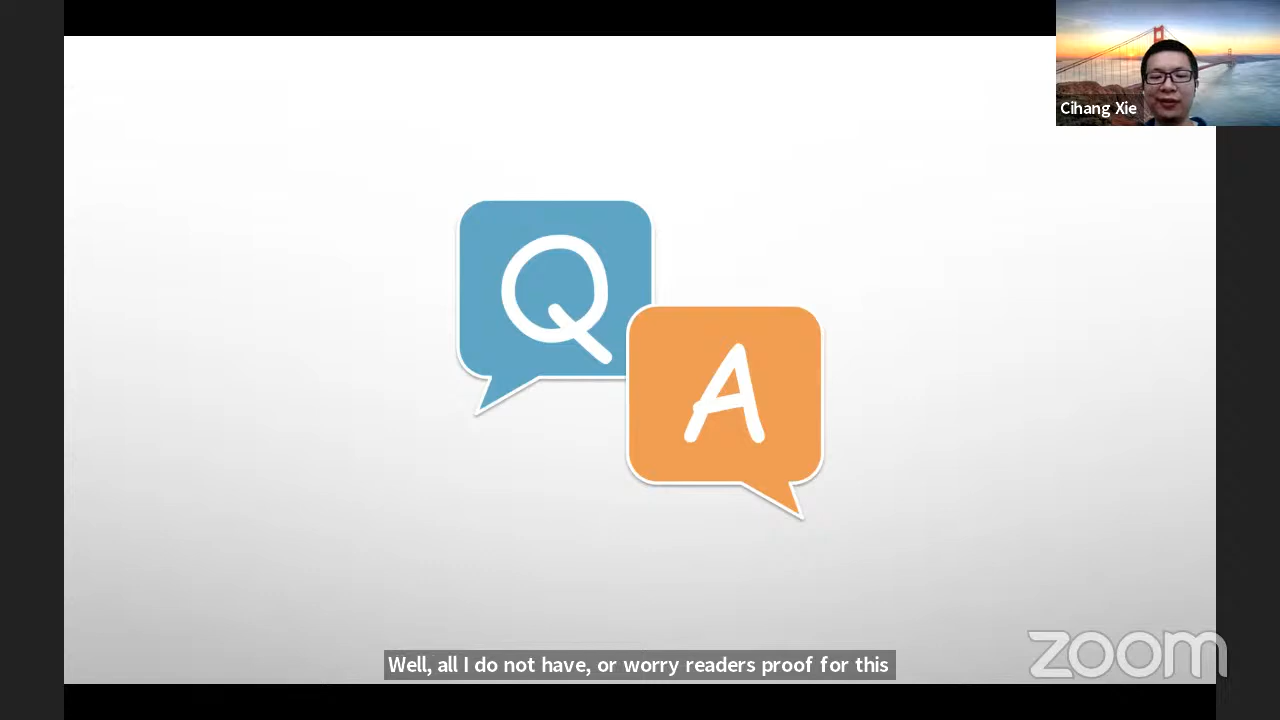 Cihang Xie
Q
A
Well, all I do not have, or worry readers proof for this
zoom